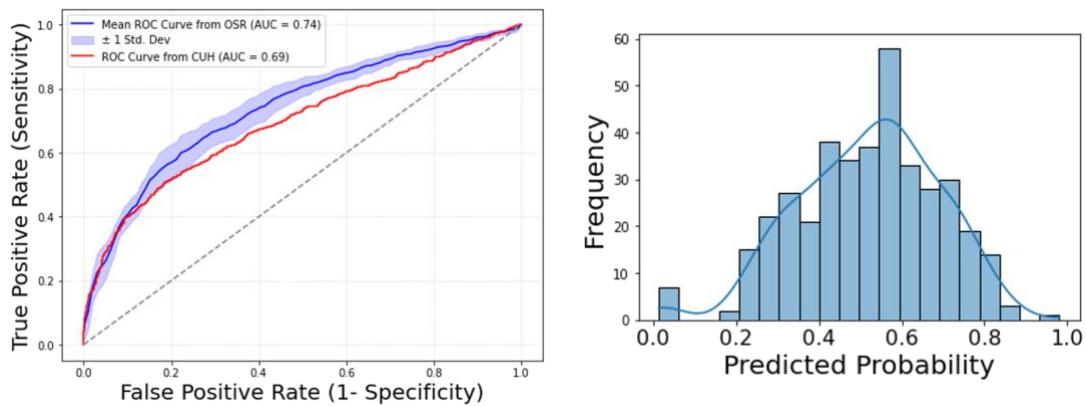 Mean ROC Curve from OSR (AUC = 0.74)
± 1 Std. Dev
ROC Curve from CUH (AUC = 0.69)
True Positive Rate (Sensitivity)
1.0
0.8
0.6
0.4
0.2
0.0
0.0 0.2 0.4 0.6 0.8 1.0
False Positive Rate (1- Specificity)
Frequency
60
50
40
30
20
10
0
0.0 0.2 0.4 0.6 0.8 1.0
Predicted Probability